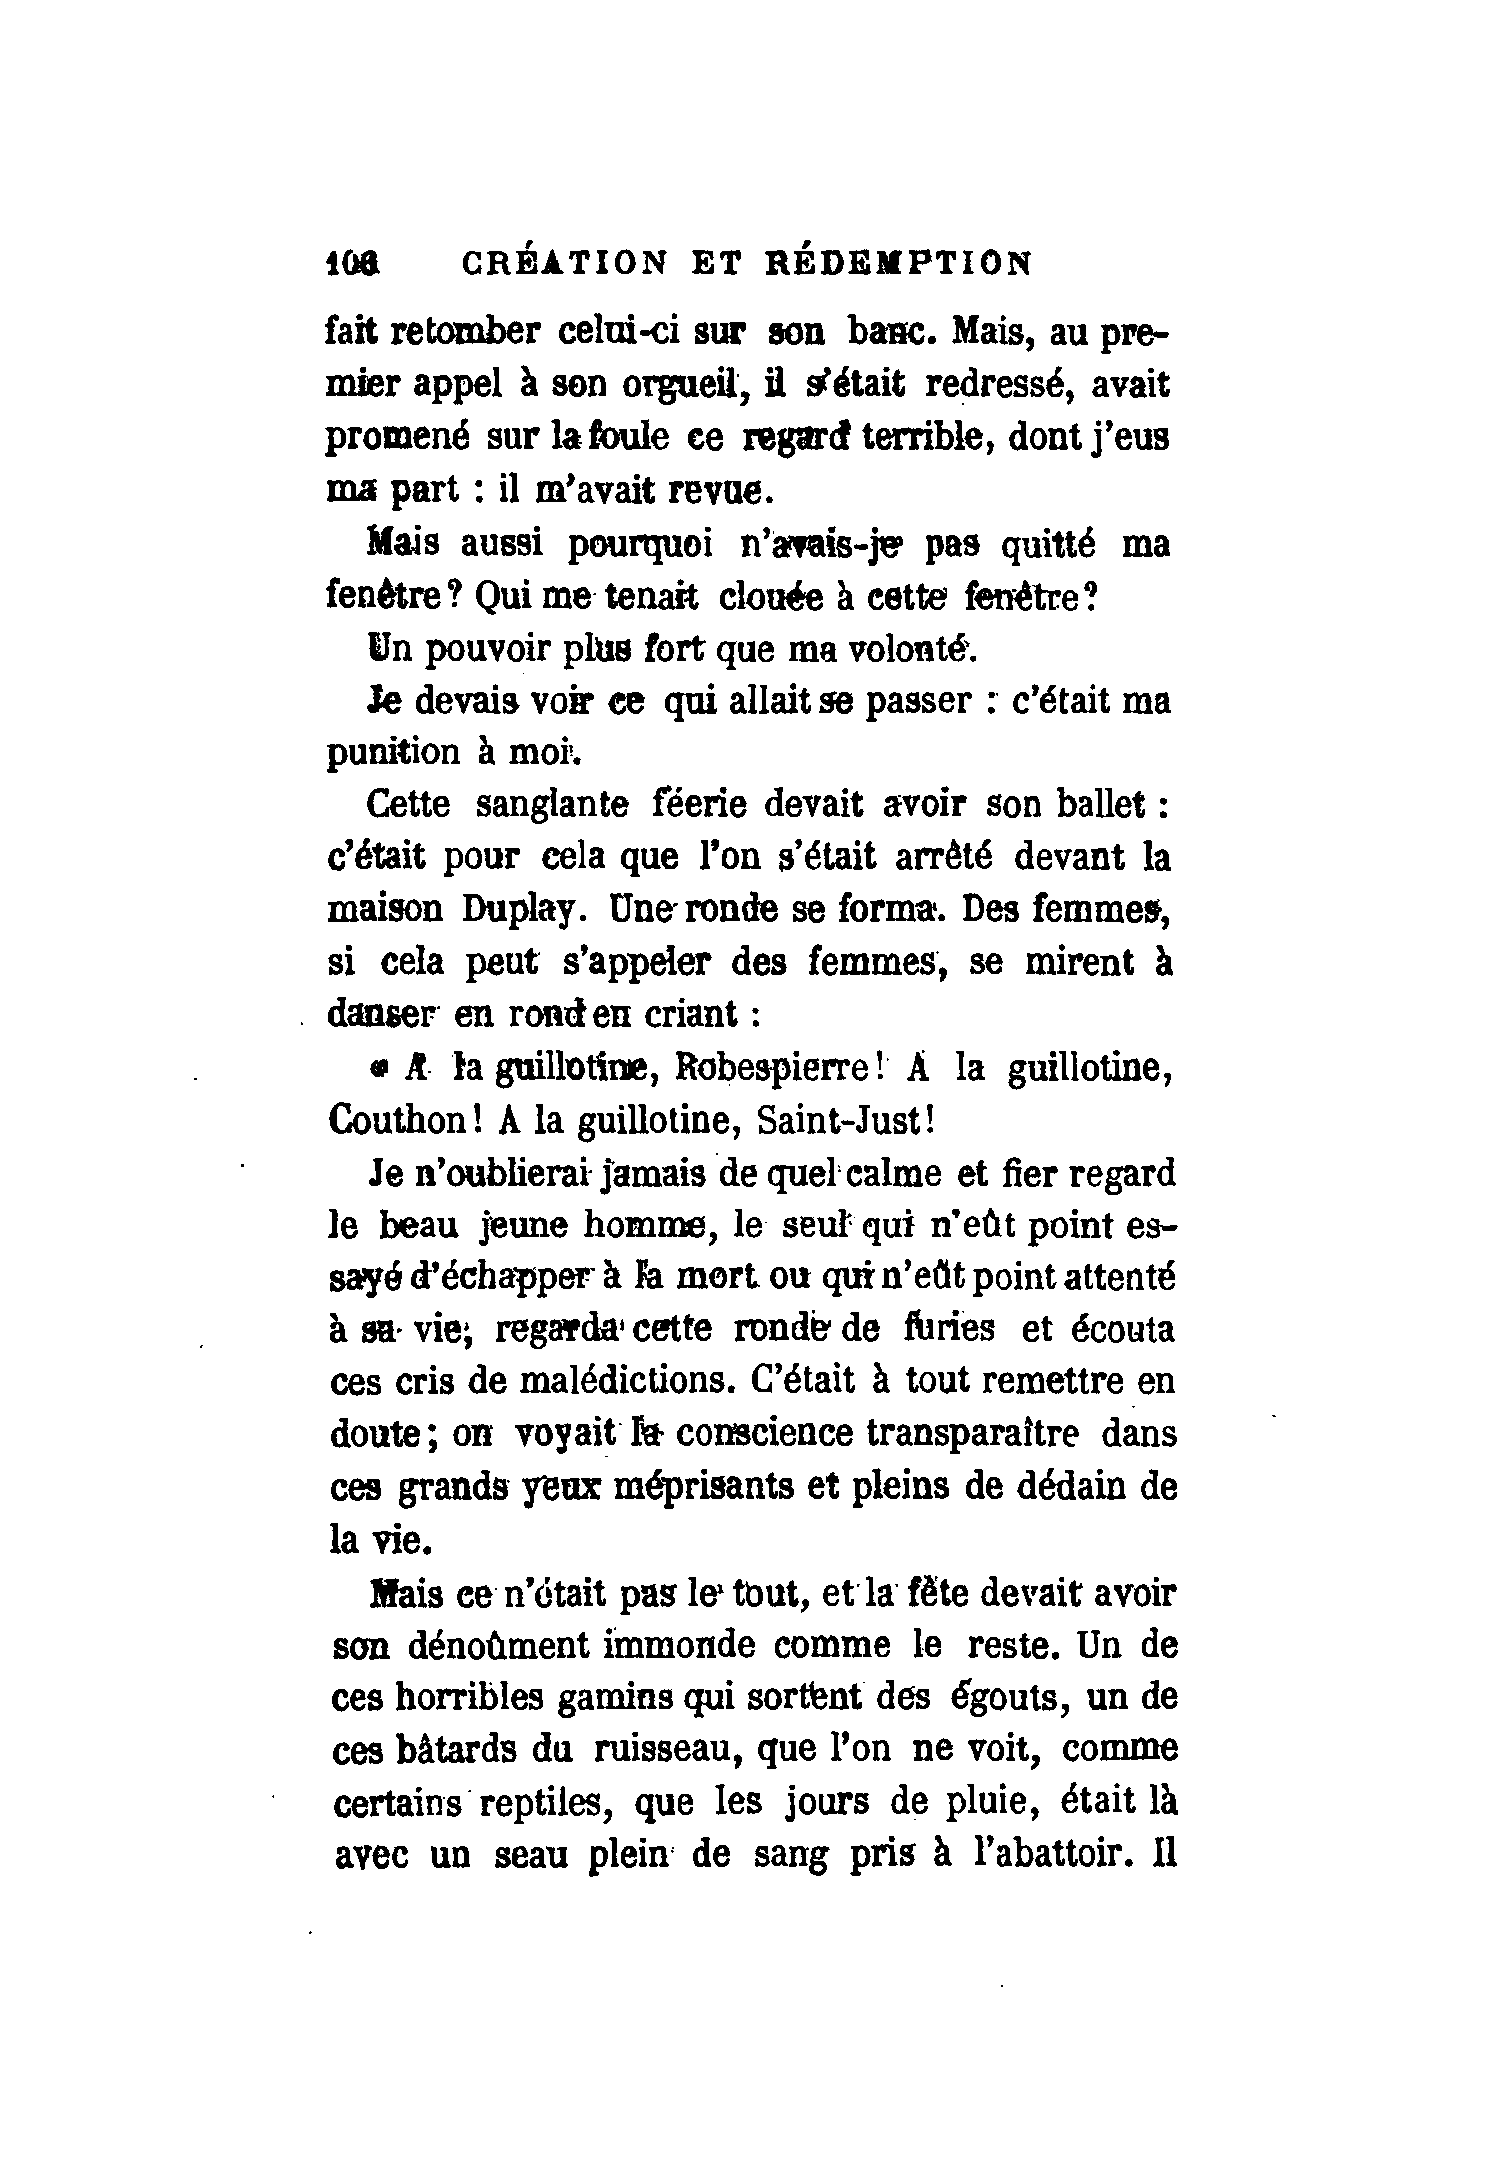 106 CRÉATION ET RÉDEMPTION
fait retomber celui-ci sur son banc. Mais, au pre-
mier appel à son orgueil, il s'était redressé, avait
promené sur la foule ce regard terrible, dont j'eus
ma part : il m'avait revue.
Mais aussi pourquoi n'avais-je pas quitté ma
fenêtre? Qui me tenait clouée à cette fenêtre?
Un pouvoir plus fort que ma volonté.
Je devais voir ce qui allait se passer : c'était ma
punition à moi.
Cette sanglante féerie devait avoir son ballet :
c'était pour cela que l'on s'était arrêté devant la
maison Duplay. Une ronde se forma. Des femmes,
si cela peut s'appeler des femmes, se mirent à
danser en rond en criant :
« A la guillotine, Robespierre! A la guillotine,
Couthon! A la guillotine, Saint-Just!
Je n'oublierai jamais de quel calme et fier regard
le beau jeune homme, le seul qui n'eût point es-
sayé d'échapper à la mort ou qui n'eût point attenté
à sa vie, regarda cette ronde de furies et écouta
ces cris de malédictions. C'était à tout remettre en
doute; on voyait la conscience transparaître dans
ces grands yeux méprisants et pleins de dédain de
la vie.
Mais ce n'était pas le tout, et la fête devait avoir
son dénoûment immonde comme le reste. Un de
ces horribles gamins qui sortent des égouts, un de
ces bâtards du ruisseau, que l'on ne voit, comme
certains reptiles, que les jours de pluie, était là
avec un seau plein de sang pris à l'abattoir. Il